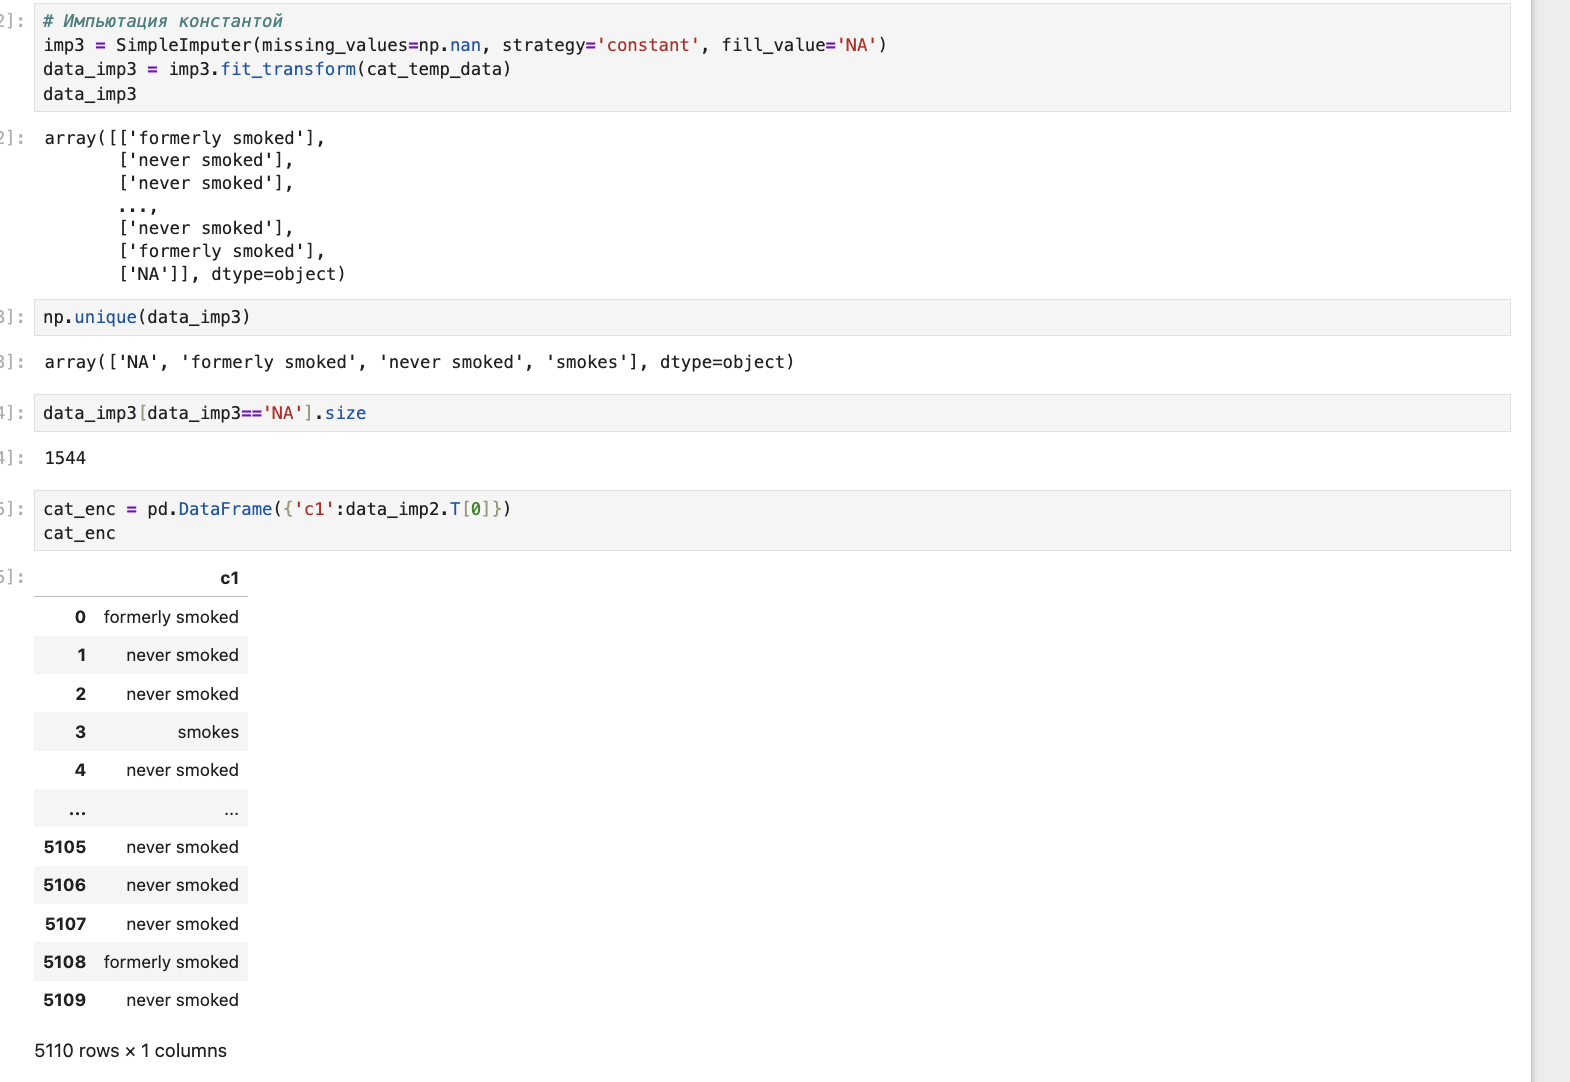 2]: # Импьютация константой
imp3 = SimpleImputer(missing_values=np.nan, strategy='constant', fill_value='NA')
data_imp3 = imp3.fit_transform(cat_temp_data)
data_imp3
2]: array([['formerly smoked'],
['never smoked'],
['never smoked'],
...,
['never smoked'],
['formerly smoked'],
['NA']], dtype=object)
3]: np.unique(data_imp3)
3]: array(['NA', 'formerly smoked', 'never smoked', 'smokes'], dtype=object)
4]: data_imp3[data_imp3=='NA'].size
4]: 1544
5]: cat_enc = pd.DataFrame({'c1':data_imp2.T[0]})
cat_enc
5]: c1
0 formerly smoked
1 never smoked
2 never smoked
3 smokes
4 never smoked
... ...
5105 never smoked
5106 never smoked
5107 never smoked
5108 formerly smoked
5109 never smoked
5110 rows × 1 columns